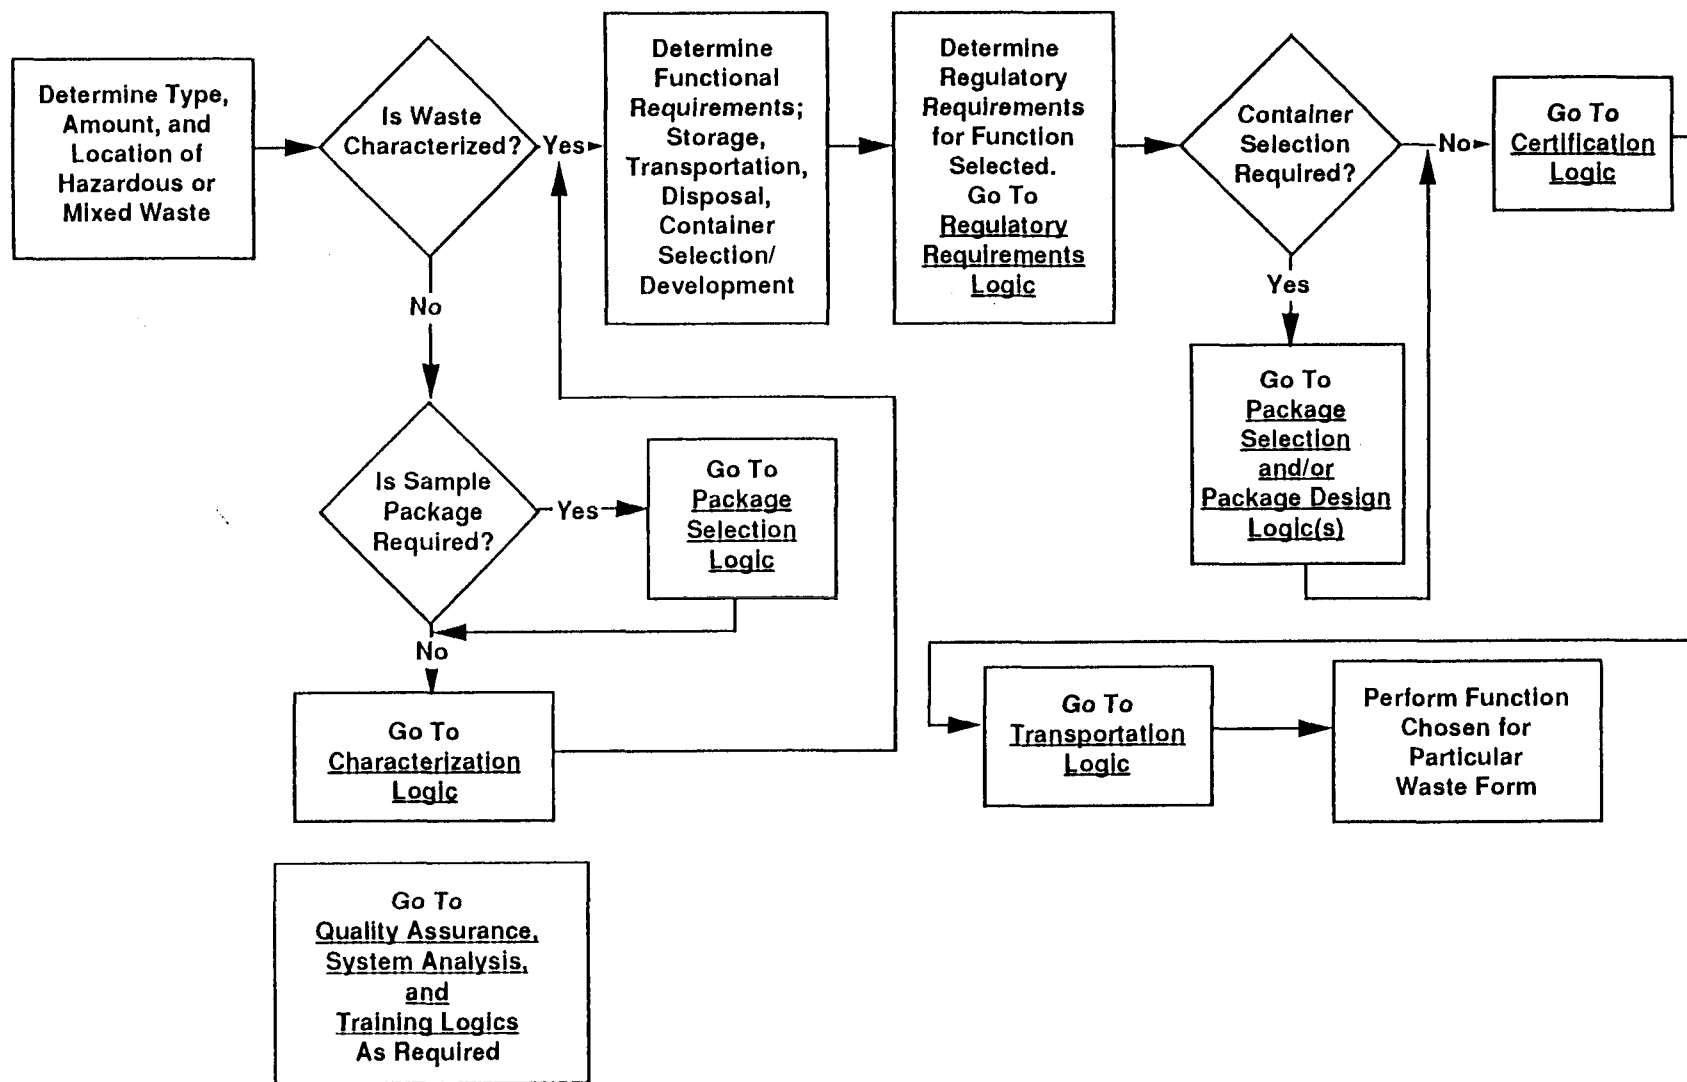 Determine Type,
Amount, and
Location of
Hazardous or
Mixed Waste
Is Waste
Characterized?
Yes
No
Determine
Functional
Requirements;
Storage,
Transportation,
Disposal,
Container
Selection/
Development
Determine
Regulatory
Requirements
for Function
Selected.
Go To
Regulatory
Requirements
Logic
Container
Selection
Required?
No
Yes
Go To
Certification
Logic
Go To
Package
Selection
and/or
Package Design
Logic(s)
Is Sample
Package
Required?
Yes
No
Go To
Package
Selection
Logic
Go To
Characterization
Logic
Go To
Transportation
Logic
Perform Function
Chosen for
Particular
Waste Form
Go To
Quality Assurance,
System Analysis,
and
Training Logics
As Required